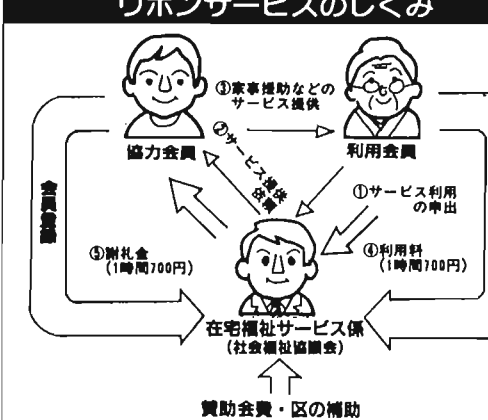 リボンサービスのしくみ
③家事援助などの
サービス提供
協力会員
②サービス提供
依頼
利用会員
①サービス利用
の申出
会員登録
⑤謝礼金
(1時間700円)
④利用料
(1時間700円)
在宅福祉サービス係
(社会福祉協議会)
賛助会費・区の補助